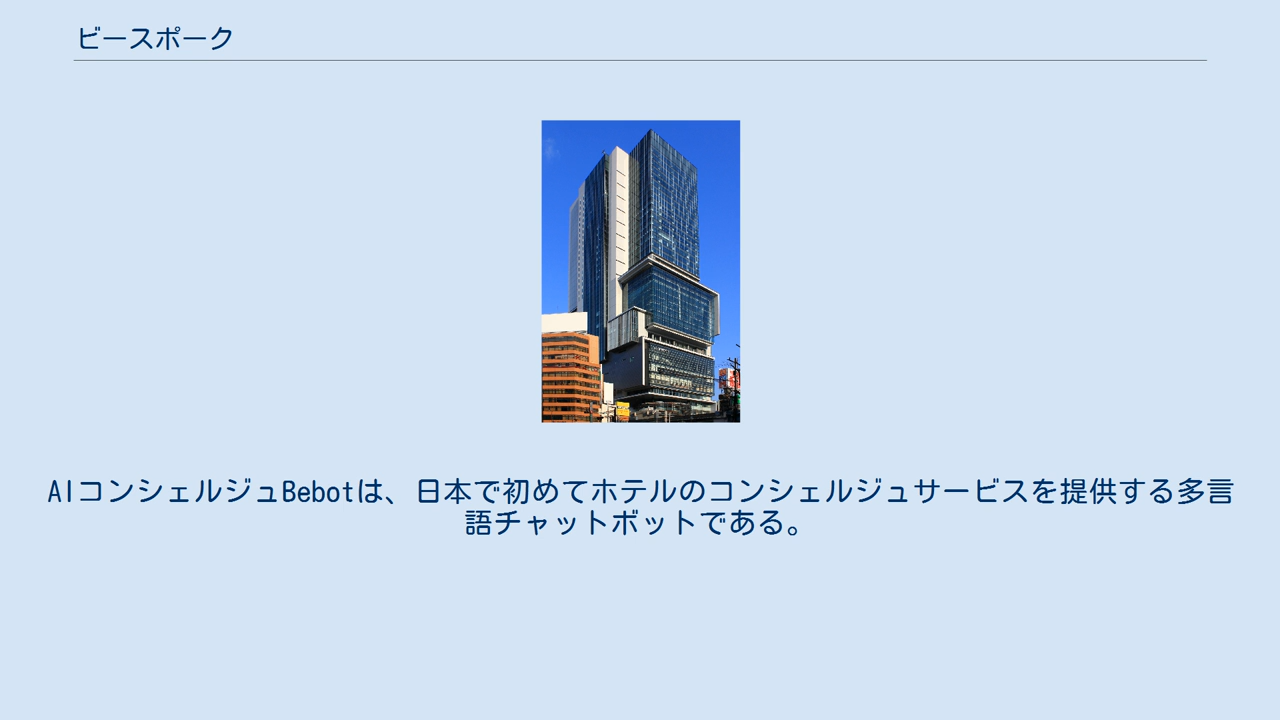 ビースポーク
AIコンシェルジュBebotは、日本で初めてホテルのコンシェルジュサービスを提供する多言
語チャットボットである。